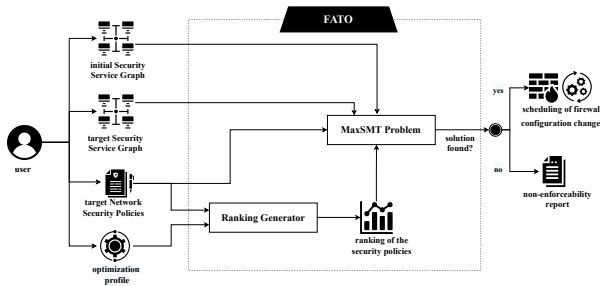 FATO
initial Security
Service Graph
target Security
Service Graph
user
target Network
Security Policies
optimization
profile
MaxSMT Problem
Ranking Generator
ranking of the
security policies
solution
found?
yes
no
scheduling of firewall
configuration changes
non-enforceability
report